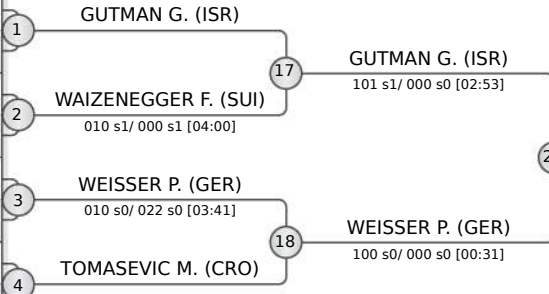 GUTMAN G. (ISR)
1
17
GUTMAN G. (ISR)
101 s1/ 000 s0 [02:53]
WAIZENEGGER F. (SUI)
2
010 s1/ 000 s1 [04:00]
WEISSER P. (GER)
3
010 s0/ 022 s0 [03:41]
18
WEISSER P. (GER)
100 s0/ 000 s0 [00:31]
TOMASEVIC M. (CRO)
4